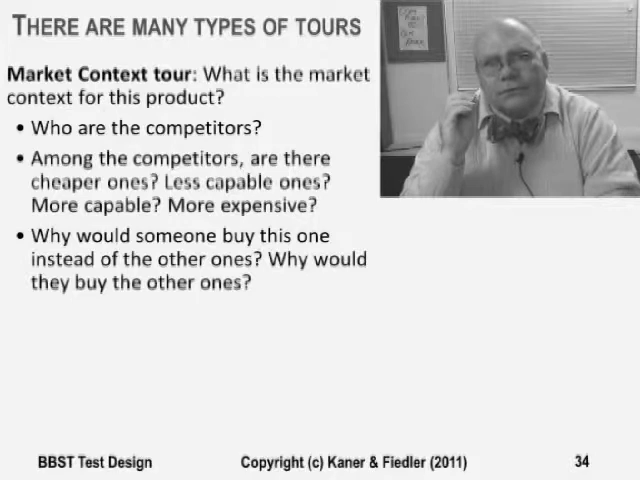 THERE ARE MANY TYPES OF TOURS
Market Context tour: What is the market
context for this product?
• Who are the competitors?
• Among the competitors, are there
cheaper ones? Less capable ones?
More capable? More expensive?
• Why would someone buy this one
instead of the other ones? Why would
they buy the other ones?
BBST Test Design
Copyright (c) Kaner & Fiedler (2011)
34